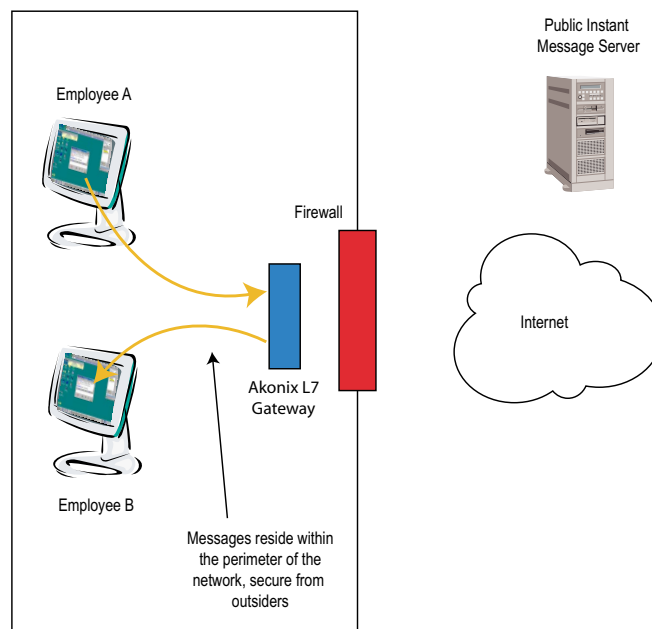 Public Instant
Message Server
Employee A
Firewall
Internet
Akonix L7
Gateway
Employee B
Messages reside within
the perimeter of the
network, secure from
outsiders